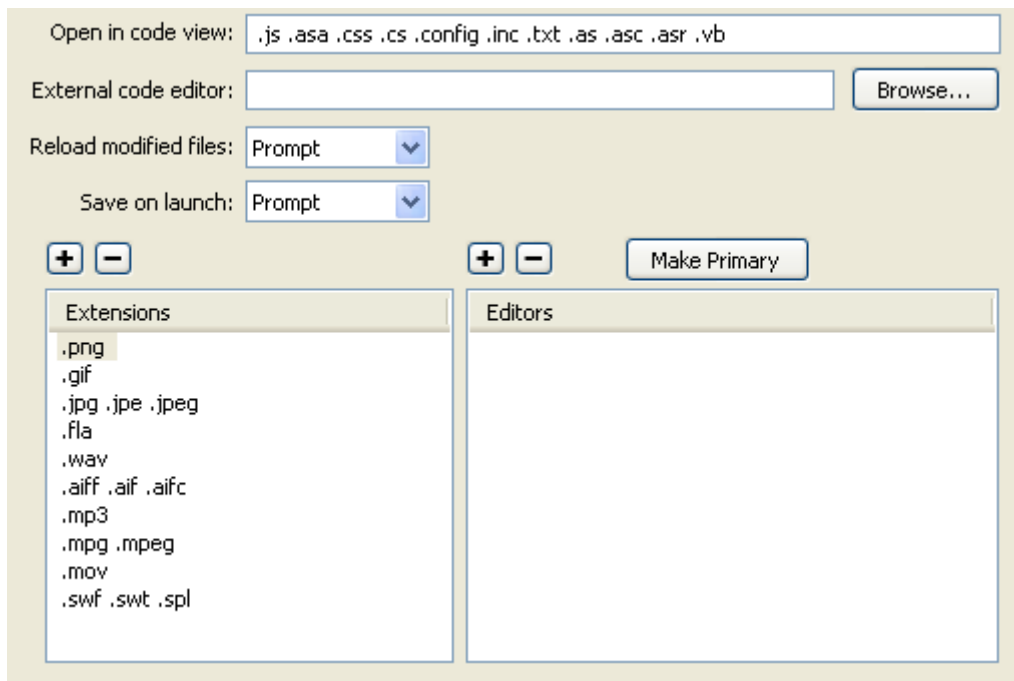 Open in code view: .js .asa .css .cs .config .inc .txt .as .asc .asr .vb
External code editor: Browse...
Reload modified files: Prompt
Save on launch: Prompt
+ − + − Make Primary
Extensions Editors
.png
.gif
.jpg .jpe .jpeg
.fla
.wav
.aiff .aif .aifc
.mp3
.mpg .mpeg
.mov
.swf .swt .spl